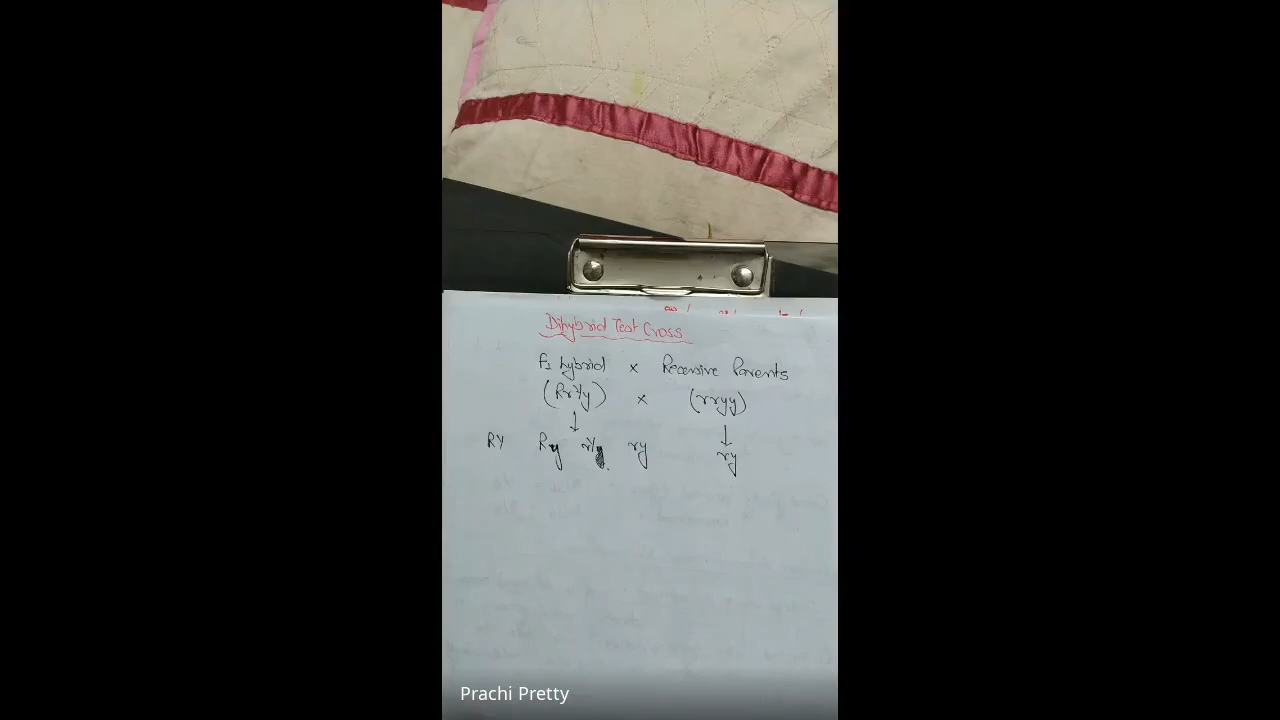 Dihybrid Test Cross
F1 hybrid × Recessive Parents
(RrYy) × (rryy)
↓ ↓
RY Ry rY ry ry
Prachi Pretty